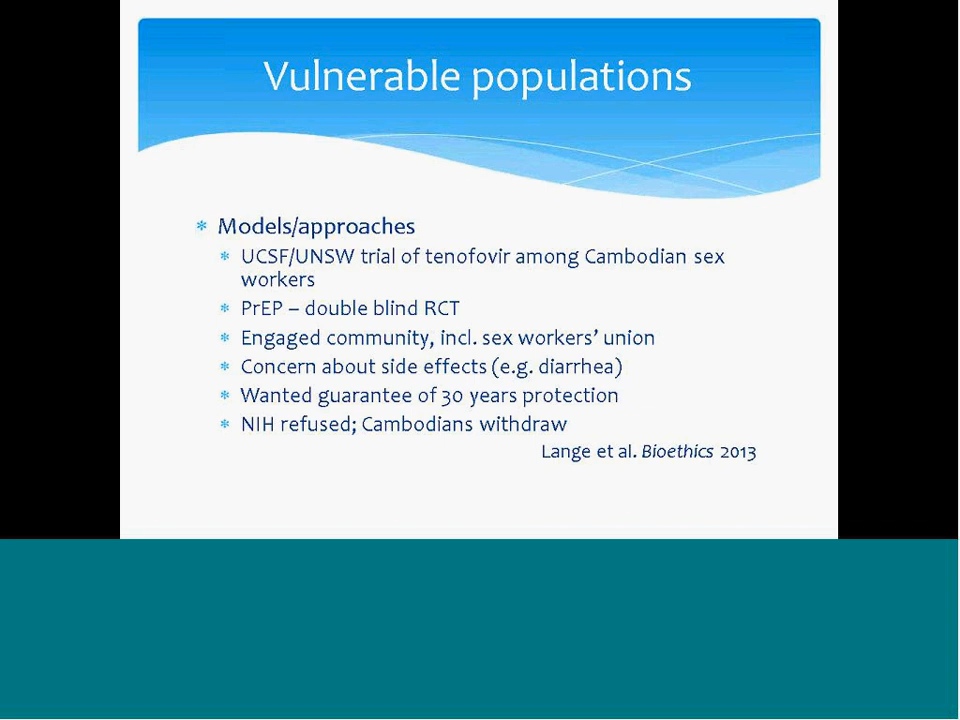 Vulnerable populations
* Models/approaches
* UCSF/UNSW trial of tenofovir among Cambodian sex
workers
* PrEP – double blind RCT
* Engaged community, incl. sex workers’ union
* Concern about side effects (e.g. diarrhea)
* Wanted guarantee of 30 years protection
* NIH refused; Cambodians withdraw
Lange et al. Bioethics 2013